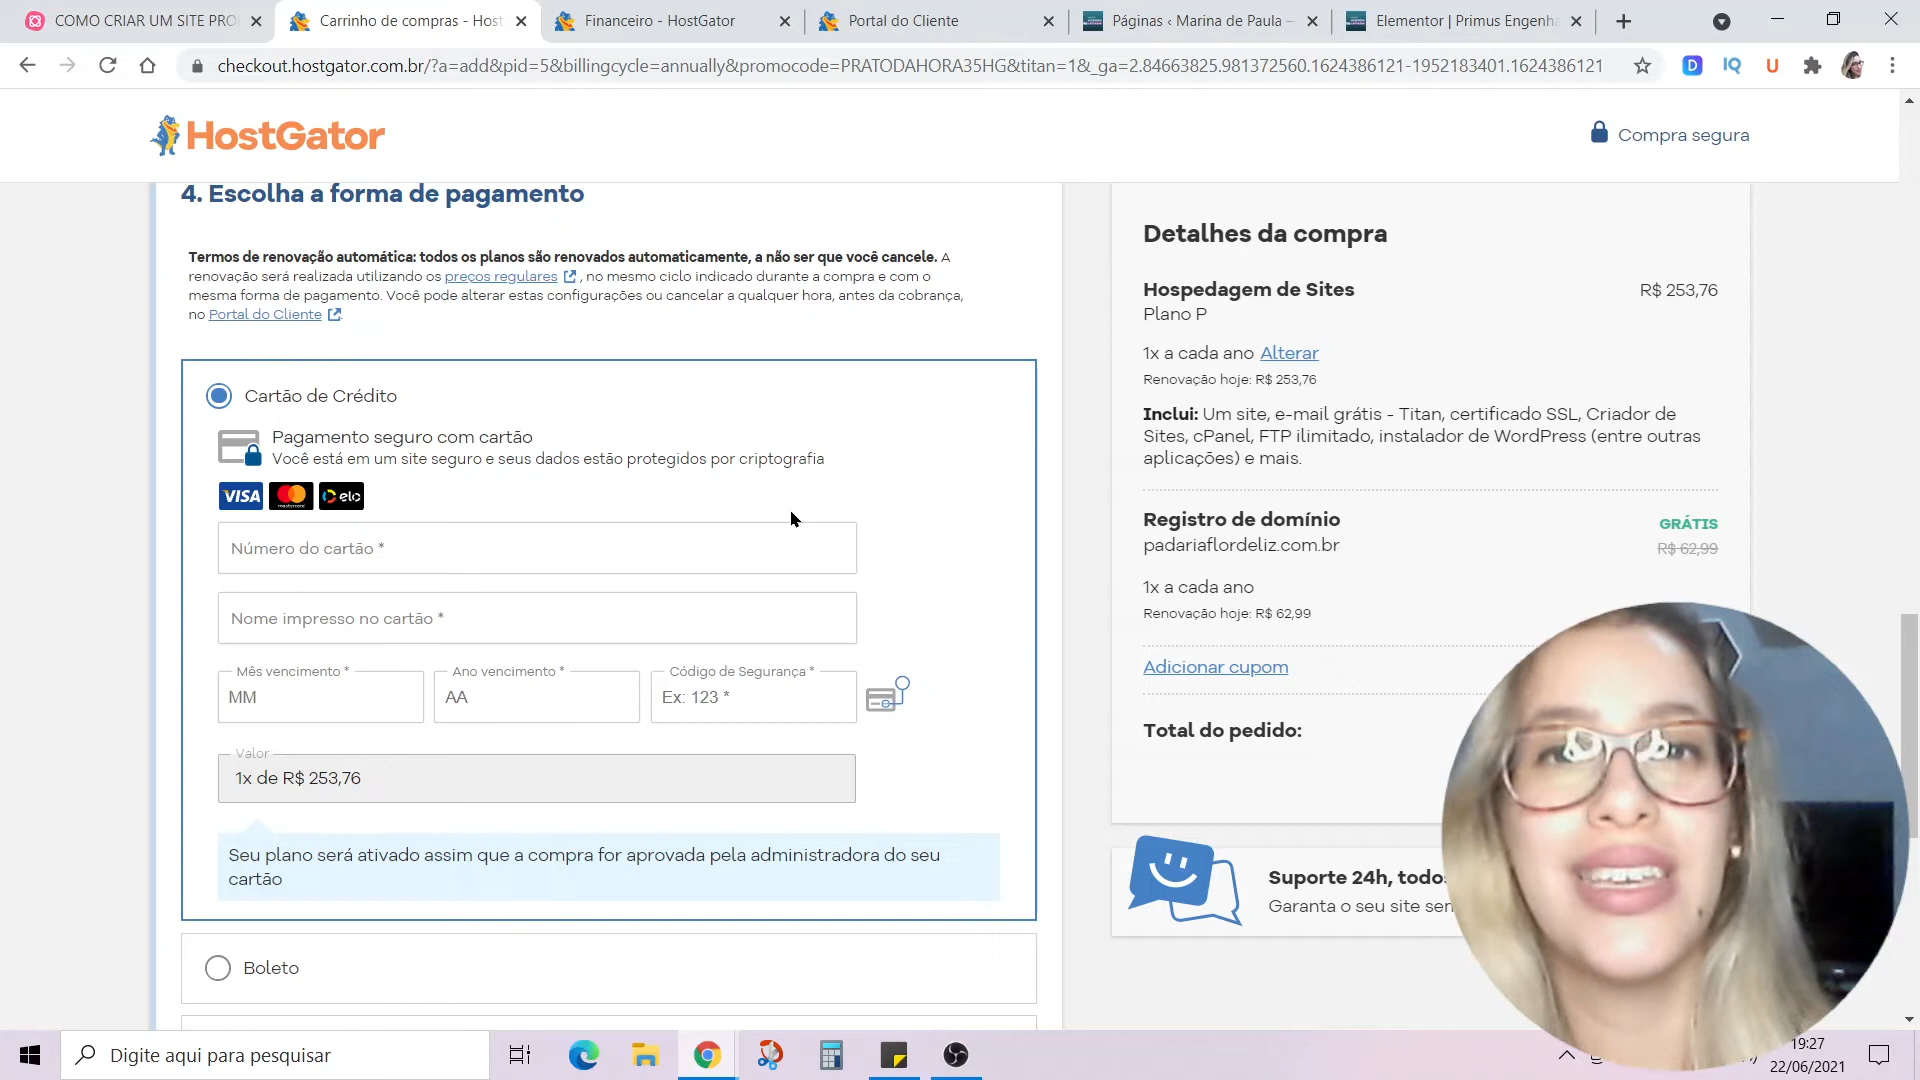 COMO CRIAR UM SITE PRO
Carrinho de compras - Host
Financeiro - HostGator
Portal do Cliente
Páginas ‹ Marina de Paula —
Elementor | Primus Engenha
checkout.hostgator.com.br/?a=add&pid=5&billingcycle=annually&promocode=PRATODAHORA35HG&titan=1&_ga=2.84663825.981372560.1624386121-1952183401.1624386121
D
IQ
U
HostGator
Compra segura
4. Escolha a forma de pagamento
Termos de renovação automática: todos os planos são renovados automaticamente, a não ser que você cancele. A
renovação será realizada utilizando os preços regulares , no mesmo ciclo indicado durante a compra e com o
mesma forma de pagamento. Você pode alterar estas configurações ou cancelar a qualquer hora, antes da cobrança,
no Portal do Cliente
Cartão de Crédito
Pagamento seguro com cartão
Você está em um site seguro e seus dados estão protegidos por criptografia
VISA
mastercard
elo
Número do cartão *
Nome impresso no cartão *
Mês vencimento *
MM
Ano vencimento *
AA
Código de Segurança *
Ex: 123 *
Valor
1x de R$ 253,76
Seu plano será ativado assim que a compra for aprovada pela administradora do seu
cartão
Boleto
Detalhes da compra
Hospedagem de Sites
R$ 253,76
Plano P
1x a cada ano Alterar
Renovação hoje: R$ 253,76
Inclui: Um site, e-mail grátis - Titan, certificado SSL, Criador de
Sites, cPanel, FTP ilimitado, instalador de WordPress (entre outras
aplicações) e mais.
Registro de domínio
GRÁTIS
padariaflordeliz.com.br
R$ 62,99
1x a cada ano
Renovação hoje: R$ 62,99
Adicionar cupom
Total do pedido:
Suporte 24h, todo
Garanta o seu site
Digite aqui para pesquisar
19:27
22/06/2021